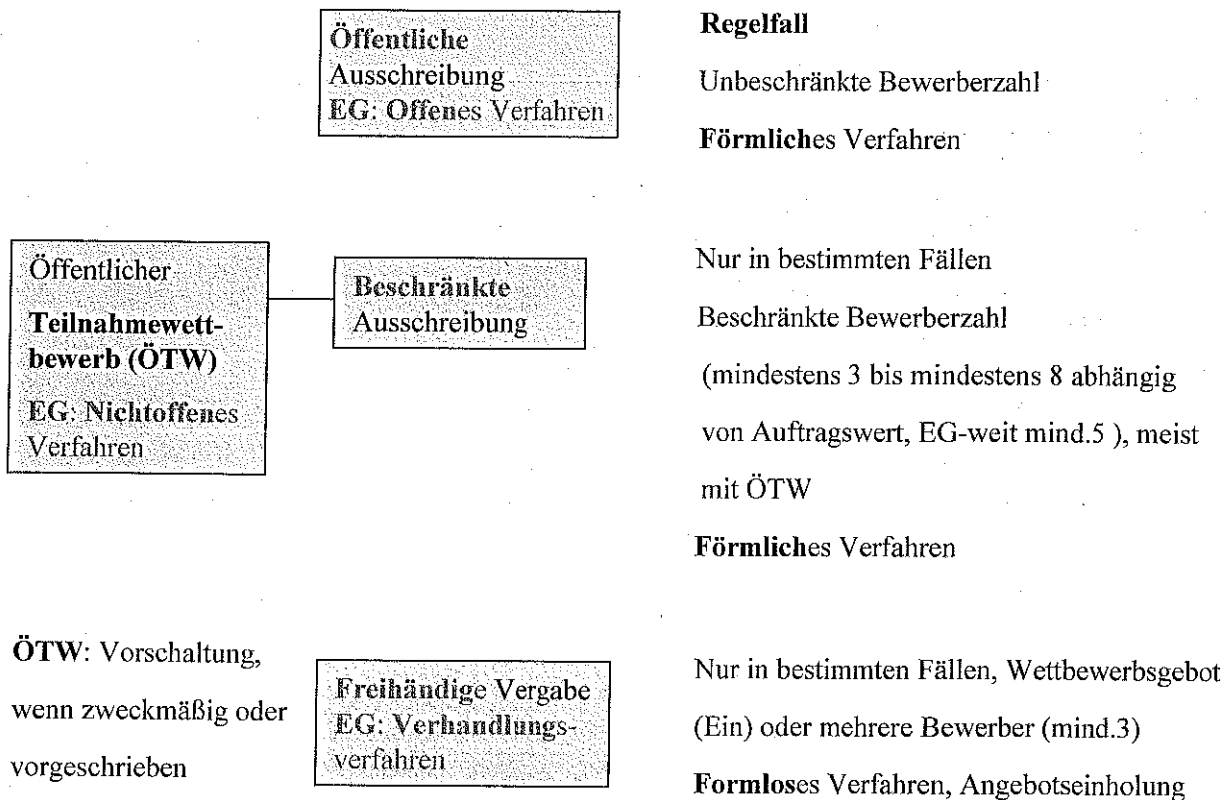 Öffentliche
Ausschreibung
EG: Offenes Verfahren
Regelfall
Unbeschränkte Bewerberzahl
Förmliches Verfahren
Öffentlicher
Teilnahmewett-
bewerb (ÖTW)
EG: Nichtoffenes
Verfahren
Beschränkte
Ausschreibung
Nur in bestimmten Fällen
Beschränkte Bewerberzahl
(mindestens 3 bis mindestens 8 abhängig
von Auftragswert, EG-weit mind.5 ), meist
mit ÖTW
Förmliches Verfahren
ÖTW: Vorschaltung,
wenn zweckmäßig oder
vorgeschrieben
Freihändige Vergabe
EG: Verhandlungs-
verfahren
Nur in bestimmten Fällen, Wettbewerbsgebot
(Ein) oder mehrere Bewerber (mind.3)
Formloses Verfahren, Angebotseinholung